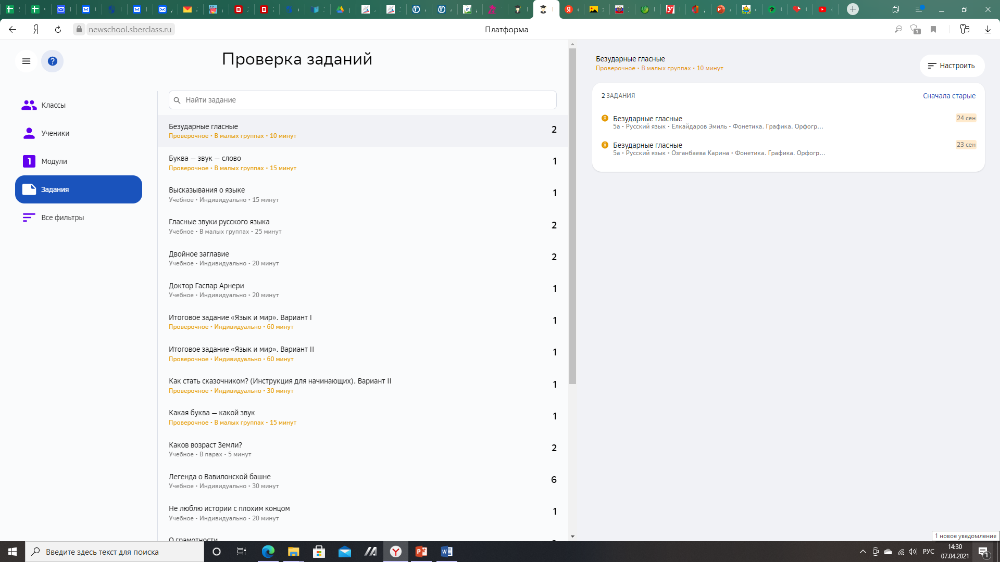 newschool.sberclass.ru
Платформа
Проверка заданий
Классы
Ученики
Модули
Задания
Все фильтры
Найти задание
Безударные гласные
2
Проверочное • В малых группах • 10 минут
Буква — звук — слово
1
Проверочное • В малых группах • 15 минут
Высказывания о языке
1
Учебное • Индивидуально • 15 минут
Гласные звуки русского языка
2
Учебное • В малых группах • 25 минут
Двойное заглавие
2
Учебное • Индивидуально • 20 минут
Доктор Гаспар Арнери
1
Учебное • Индивидуально • 20 минут
Итоговое задание «Язык и мир». Вариант I
1
Проверочное • Индивидуально • 60 минут
Итоговое задание «Язык и мир». Вариант II
1
Проверочное • Индивидуально • 60 минут
Как стать сказочником? (Инструкция для начинающих). Вариант II
1
Проверочное • Индивидуально • 30 минут
Какая буква — какой звук
1
Проверочное • В малых группах • 15 минут
Каков возраст Земли?
2
Учебное • В парах • 5 минут
Легенда о Вавилонской башне
6
Учебное • Индивидуально • 30 минут
Не люблю истории с плохим концом
1
Учебное • Индивидуально • 20 минут
О грамотности
Безударные гласные
Проверочное • В малых группах • 10 минут
Настроить
2 ЗАДАНИЯ
Сначала старые
Безударные гласные
24 сен
5а • Русский язык • Елкайдаров Эмиль • Фонетика. Графика. Орфогр...
Безударные гласные
23 сен
5а • Русский язык • Озганбаева Карина • Фонетика. Графика. Орфогр...
1 новое уведомление
Введите здесь текст для поиска
РУС
14:30
07.04.2021